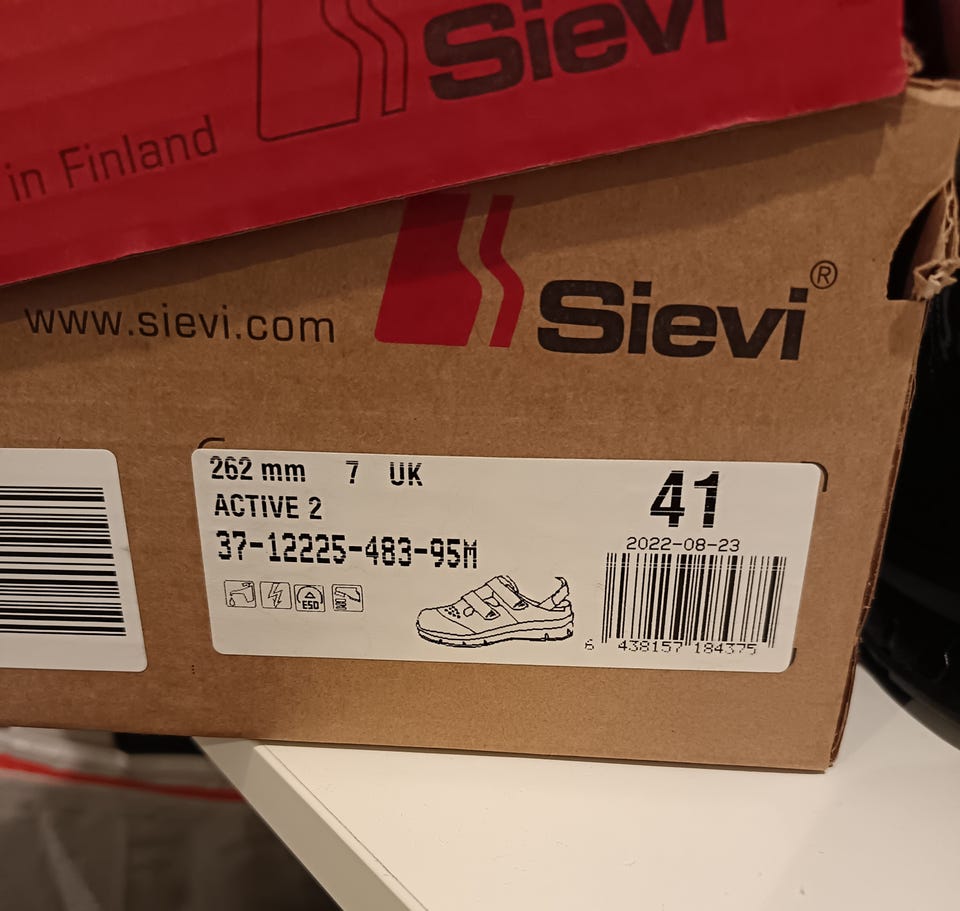 Sievi
in Finland
Sievi®
www.sievi.com
262 mm 7 UK
ACTIVE 2
37-12225-483-95M
ESD
41
2022-08-23
6 438157 184375